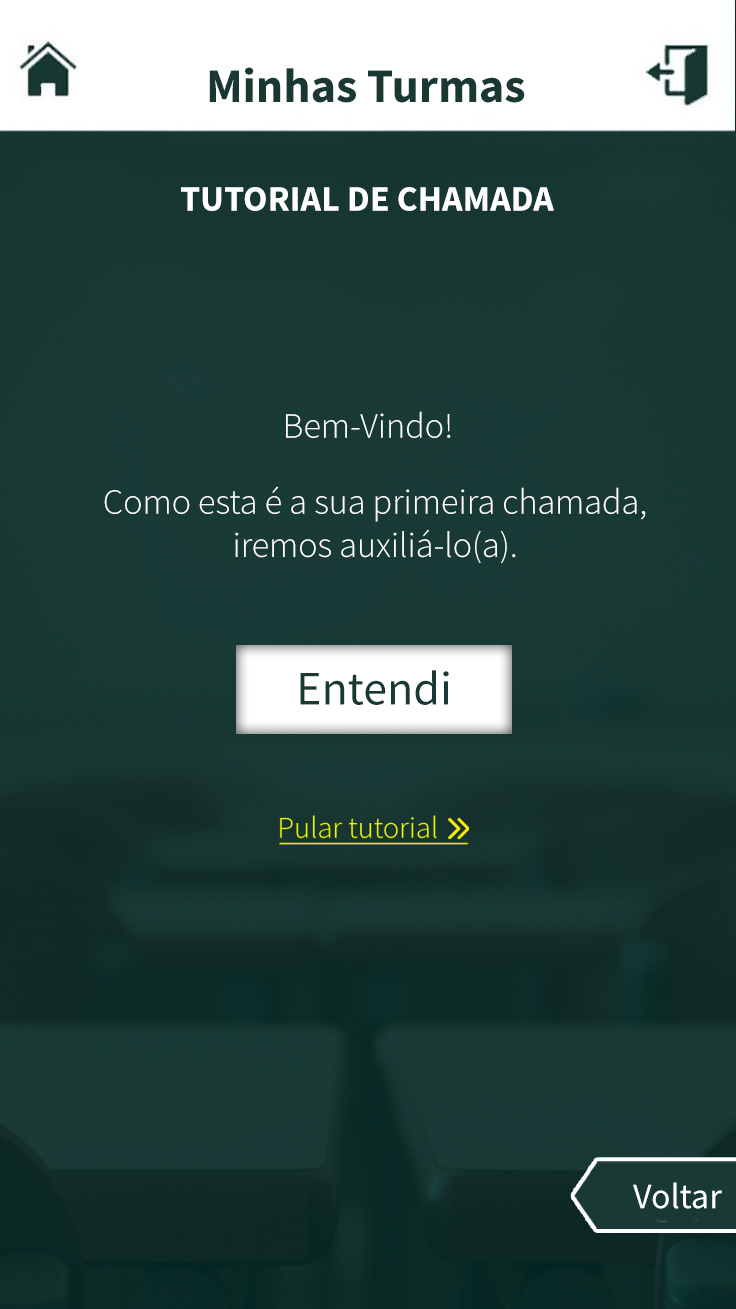 Minhas Turmas
TUTORIAL DE CHAMADA
Bem-Vindo!
Como esta é a sua primeira chamada,
iremos auxiliá-lo(a).
Entendi
Pular tutorial
Voltar